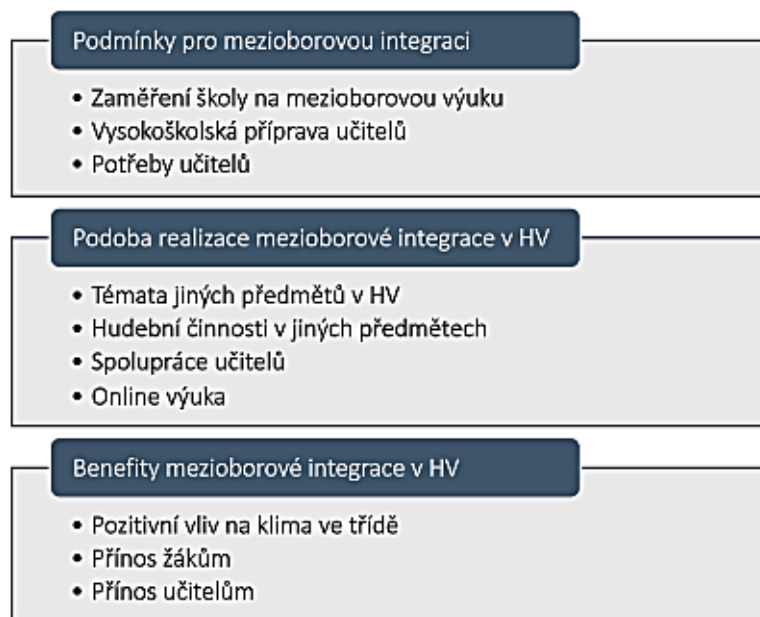 Podmínky pro mezioborovou integraci
• Zaměření školy na mezioborovou výuku
• Vysokoškolská příprava učitelů
• Potřeby učitelů
Podoba realizace mezioborové integrace v HV
• Témata jiných předmětů v HV
• Hudební činnosti v jiných předmětech
• Spolupráce učitelů
• Online výuka
Benefity mezioborové integrace v HV
• Pozitivní vliv na klima ve třídě
• Přínos žákům
• Přínos učitelům